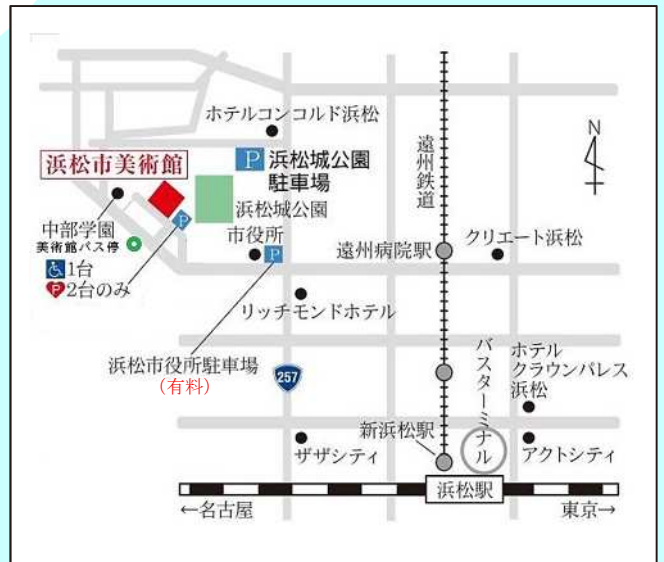 ホテルコンコルド浜松
N
P 浜松城公園
駐車場
遠州鉄道
浜松市美術館
浜松城公園
P
中部学園
美術館バス停
市役所
P
遠州病院駅
クリエート浜松
1台
P 2台のみ
リッチモンドホテル
浜松市役所駐車場
(有料)
257
バスターミナル
ホテル
クラウンパレス
浜松
新浜松駅
ザザシティ
アクトシティ
浜松駅
←名古屋
東京→